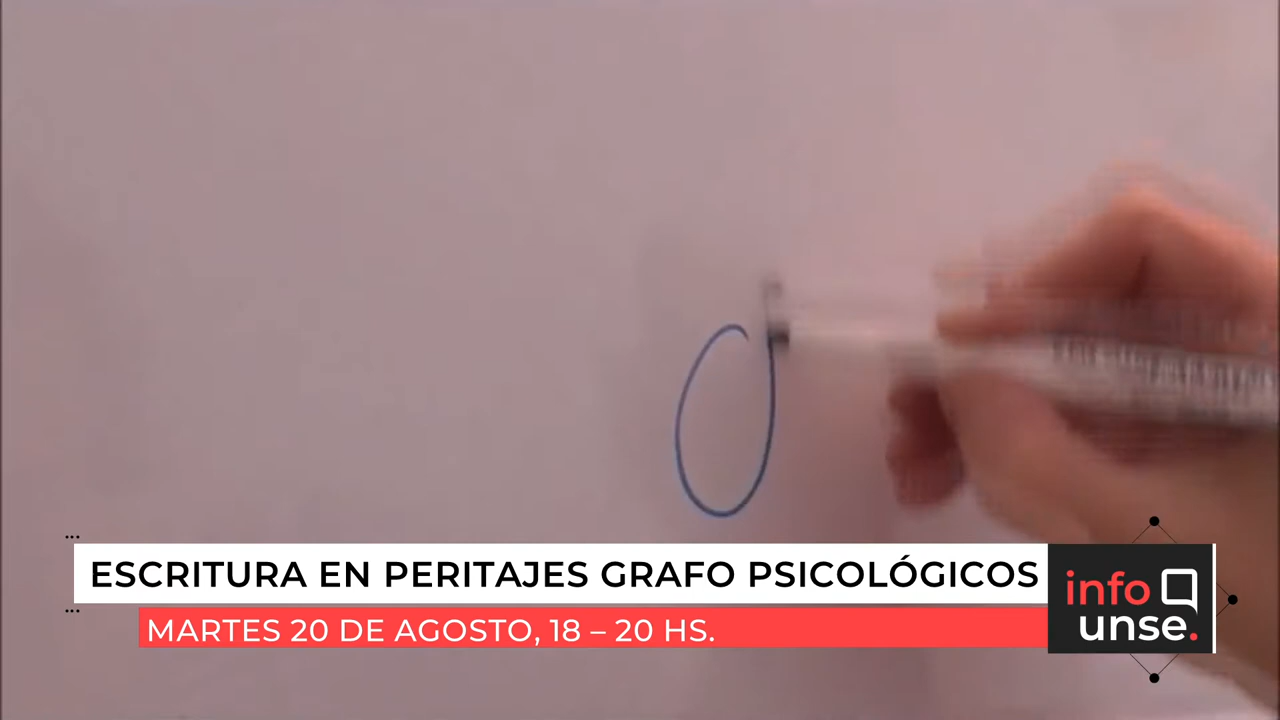 ESCRITURA EN PERITAJES GRAFO PSICOLÓGICOS
MARTES 20 DE AGOSTO, 18 – 20 HS.
info
unse.